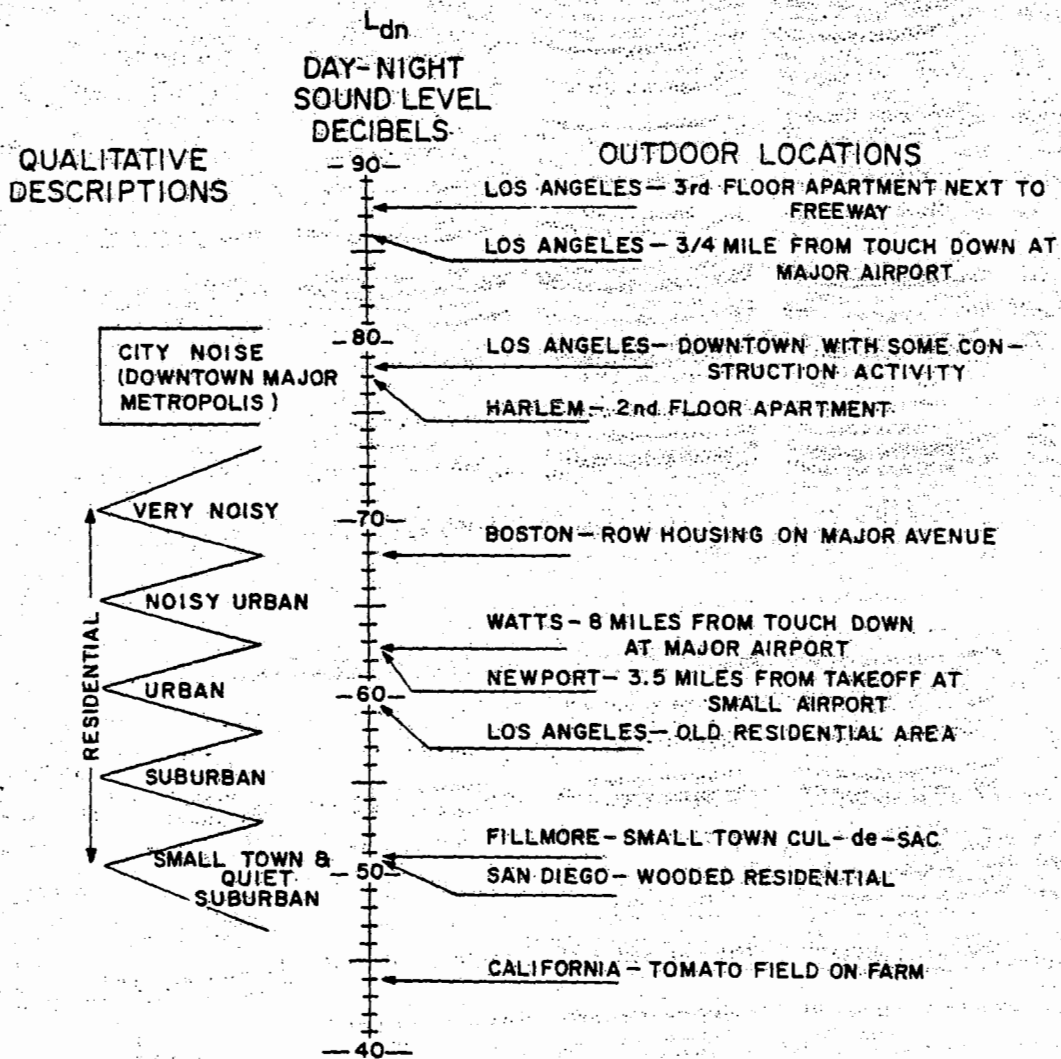 Ldn
DAY-NIGHT
SOUND LEVEL
DECIBELS
QUALITATIVE
DESCRIPTIONS
OUTDOOR LOCATIONS
-90-
LOS ANGELES - 3rd FLOOR APARTMENT NEXT TO
FREEWAY
LOS ANGELES - 3/4 MILE FROM TOUCH DOWN AT
MAJOR AIRPORT
-80-
CITY NOISE
(DOWNTOWN MAJOR
METROPOLIS)
LOS ANGELES - DOWNTOWN WITH SOME CON-
STRUCTION ACTIVITY
HARLEM - 2nd FLOOR APARTMENT
VERY NOISY
-70-
BOSTON - ROW HOUSING ON MAJOR AVENUE
NOISY URBAN
WATTS - 8 MILES FROM TOUCH DOWN
AT MAJOR AIRPORT
RESIDENTIAL
URBAN
-60-
NEWPORT - 3.5 MILES FROM TAKEOFF AT
SMALL AIRPORT
LOS ANGELES - OLD RESIDENTIAL AREA
SUBURBAN
FILLMORE - SMALL TOWN CUL-de-SAC
SMALL TOWN &
QUIET
SUBURBAN
-50-
SAN DIEGO - WOODED RESIDENTIAL
CALIFORNIA - TOMATO FIELD ON FARM
-40-